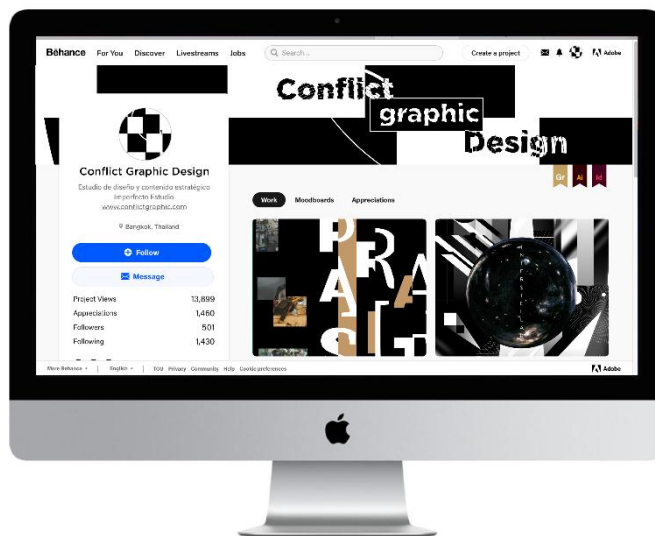 Bēhance For You Discover Livestreams Jobs Search... Create a project Adobe
Conflict
graphic
Design
Conflict Graphic Design
Estudio de diseño y contenido estratégico
Imperfecto Estudio
www.conflictgraphic.com
Bangkok, Thailand
Follow
Message
Project Views 13,899
Appreciations 1,460
Followers 501
Following 1,430
Gr Ai Id
Work Moodboards Appreciations
More Behance English TOU Privacy Community Help Cookie preferences Adobe